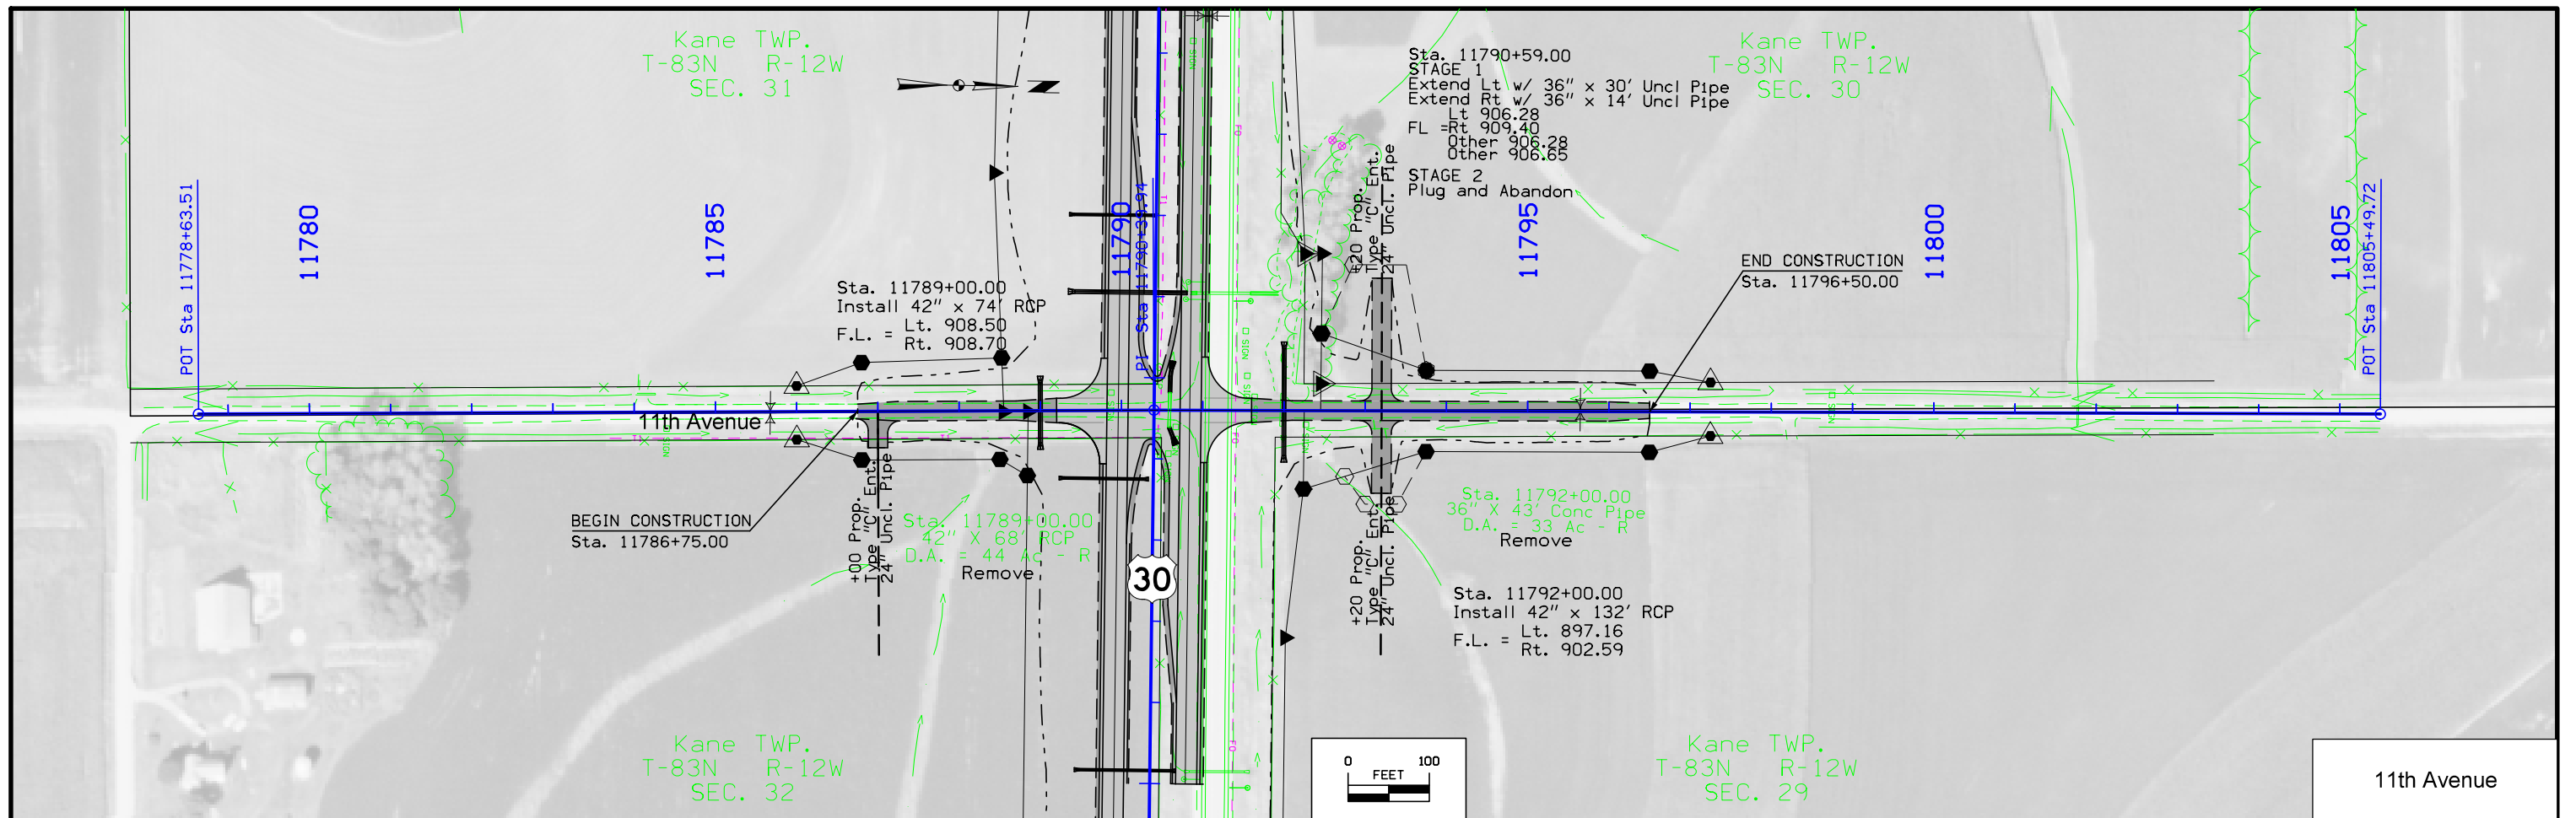 Kane TWP.
T-83N R-12W
SEC. 31
Sta. 11790+59.00
STAGE 1
Extend Lt w/ 36" x 30' Uncl Pipe
Extend Rt w/ 36" x 14' Uncl Pipe
Lt 906.28
FL =Rt 909.40
Other 906.28
Other 906.65
STAGE 2
Plug and Abandon
Kane TWP.
T-83N R-12W
SEC. 30
POT Sta 11778+63.51
11780
11785
11790
PI Sta 11790+39.94
+20 Prop.
Type "C" Ent.
24" Uncl. Pipe
11795
11800
11805
POT Sta 11805+49.72
END CONSTRUCTION
Sta. 11796+50.00
Sta. 11789+00.00
Install 42" x 74' RCP
F.L. = Lt. 908.50
Rt. 908.70
11th Avenue
SIGN
SIGN
SIGN
SIGN
FO
FO
FO
BEGIN CONSTRUCTION
Sta. 11786+75.00
+00 Prop.
Type "C" Ent.
24" Uncl. Pipe
Sta. 11789+00.00
42" X 68' RCP
D.A. = 44 Ac - R
Remove
30
+20 Prop.
Type "C" Ent.
24" Uncl. Pipe
Sta. 11792+00.00
36" X 43' Conc Pipe
D.A. = 33 Ac - R
Remove
Sta. 11792+00.00
Install 42" x 132' RCP
F.L. = Lt. 897.16
Rt. 902.59
Kane TWP.
T-83N R-12W
SEC. 32
0 100
FEET
Kane TWP.
T-83N R-12W
SEC. 29
11th Avenue